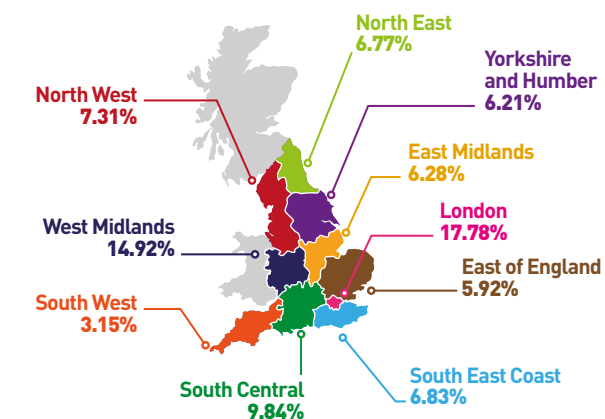 North East
6.77%
Yorkshire
and Humber
6.21%
North West
7.31%
East Midlands
6.28%
London
17.78%
West Midlands
14.92%
East of England
5.92%
South West
3.15%
South East Coast
6.83%
South Central
9.84%